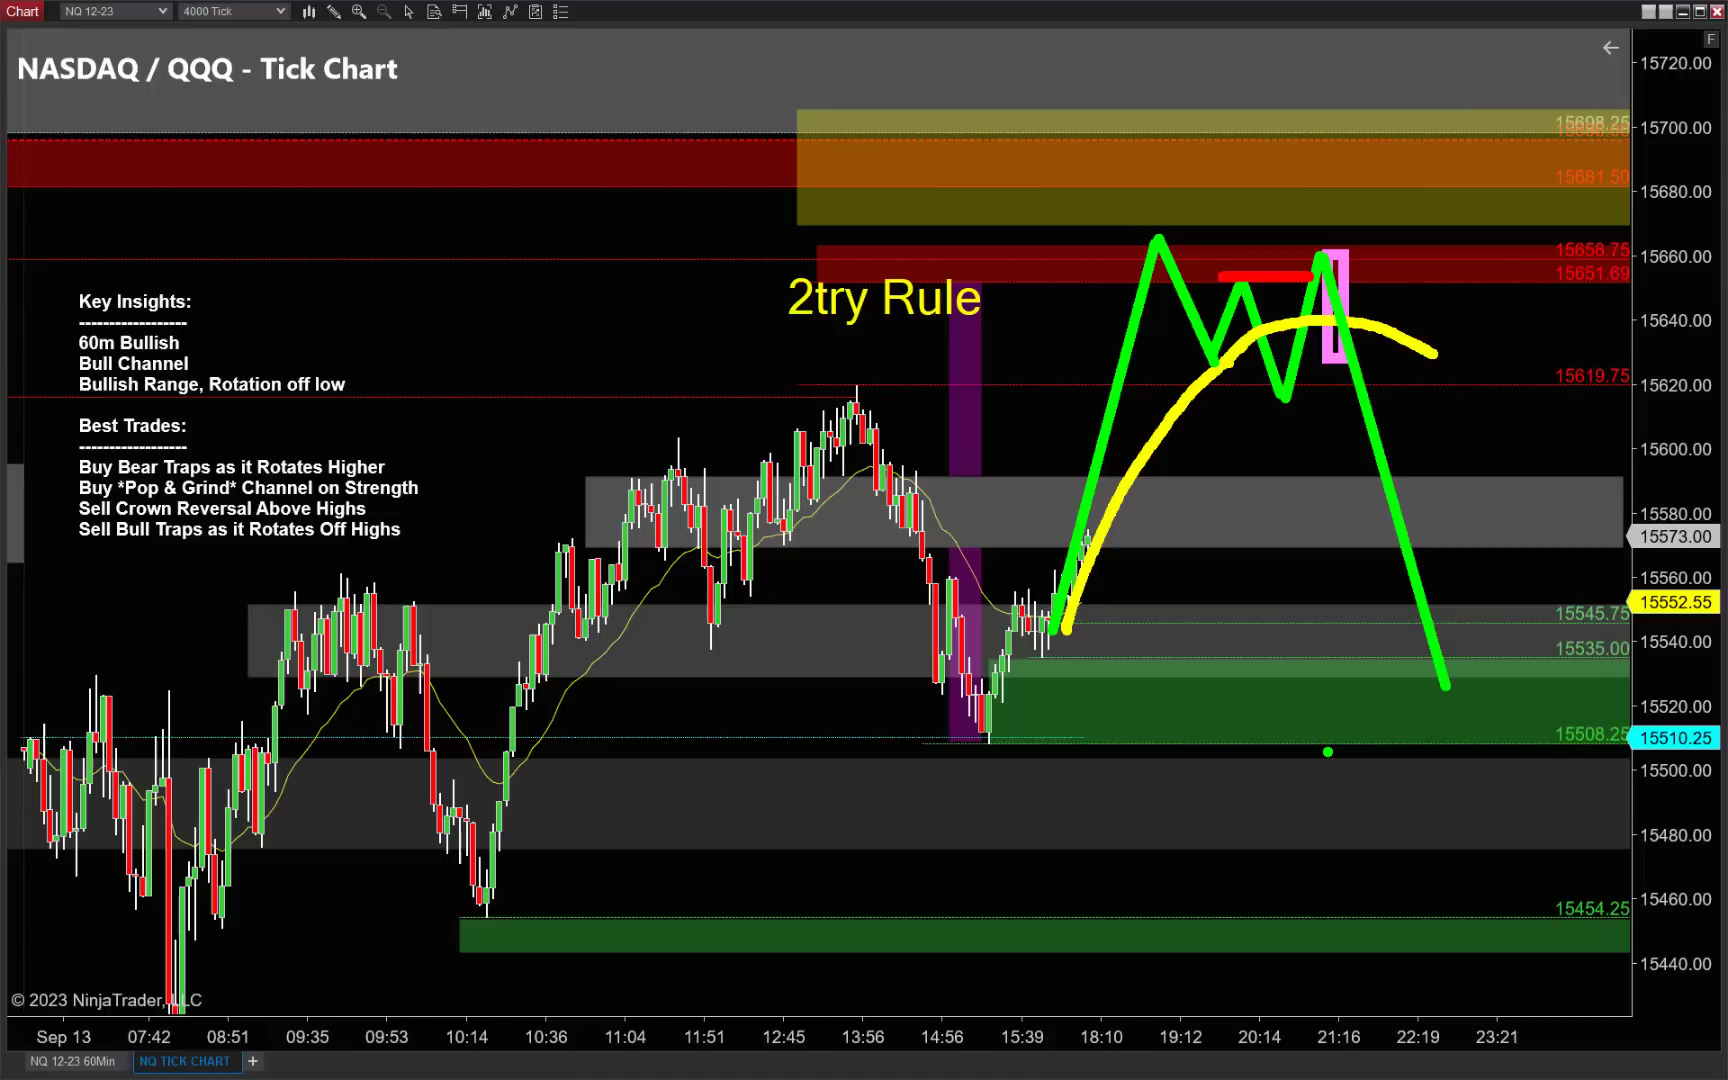 Chart NQ 12-23 4000 Tick
F
NASDAQ / QQQ - Tick Chart
15720.00
15698.25
15700.00
15681.50
15680.00
15658.75
15660.00
15651.69
2try Rule
Key Insights:
------------------
60m Bullish
Bull Channel
Bullish Range, Rotation off low
15640.00
15619.75
15620.00
Best Trades:
------------------
Buy Bear Traps as it Rotates Higher
Buy *Pop & Grind* Channel on Strength
Sell Crown Reversal Above Highs
Sell Bull Traps as it Rotates Off Highs
15600.00
15580.00
15573.00
15560.00
15552.55
15545.75
15540.00
15535.00
15520.00
15508.25
15510.25
15500.00
15480.00
15454.25
15460.00
15440.00
© 2023 NinjaTrader, LLC
Sep 13 07:42 08:51 09:35 09:53 10:14 10:36 11:04 11:51 12:45 13:56 14:56 15:39 18:10 19:12 20:14 21:16 22:19 23:21
NQ 12-23 60Min NQ TICK CHART +